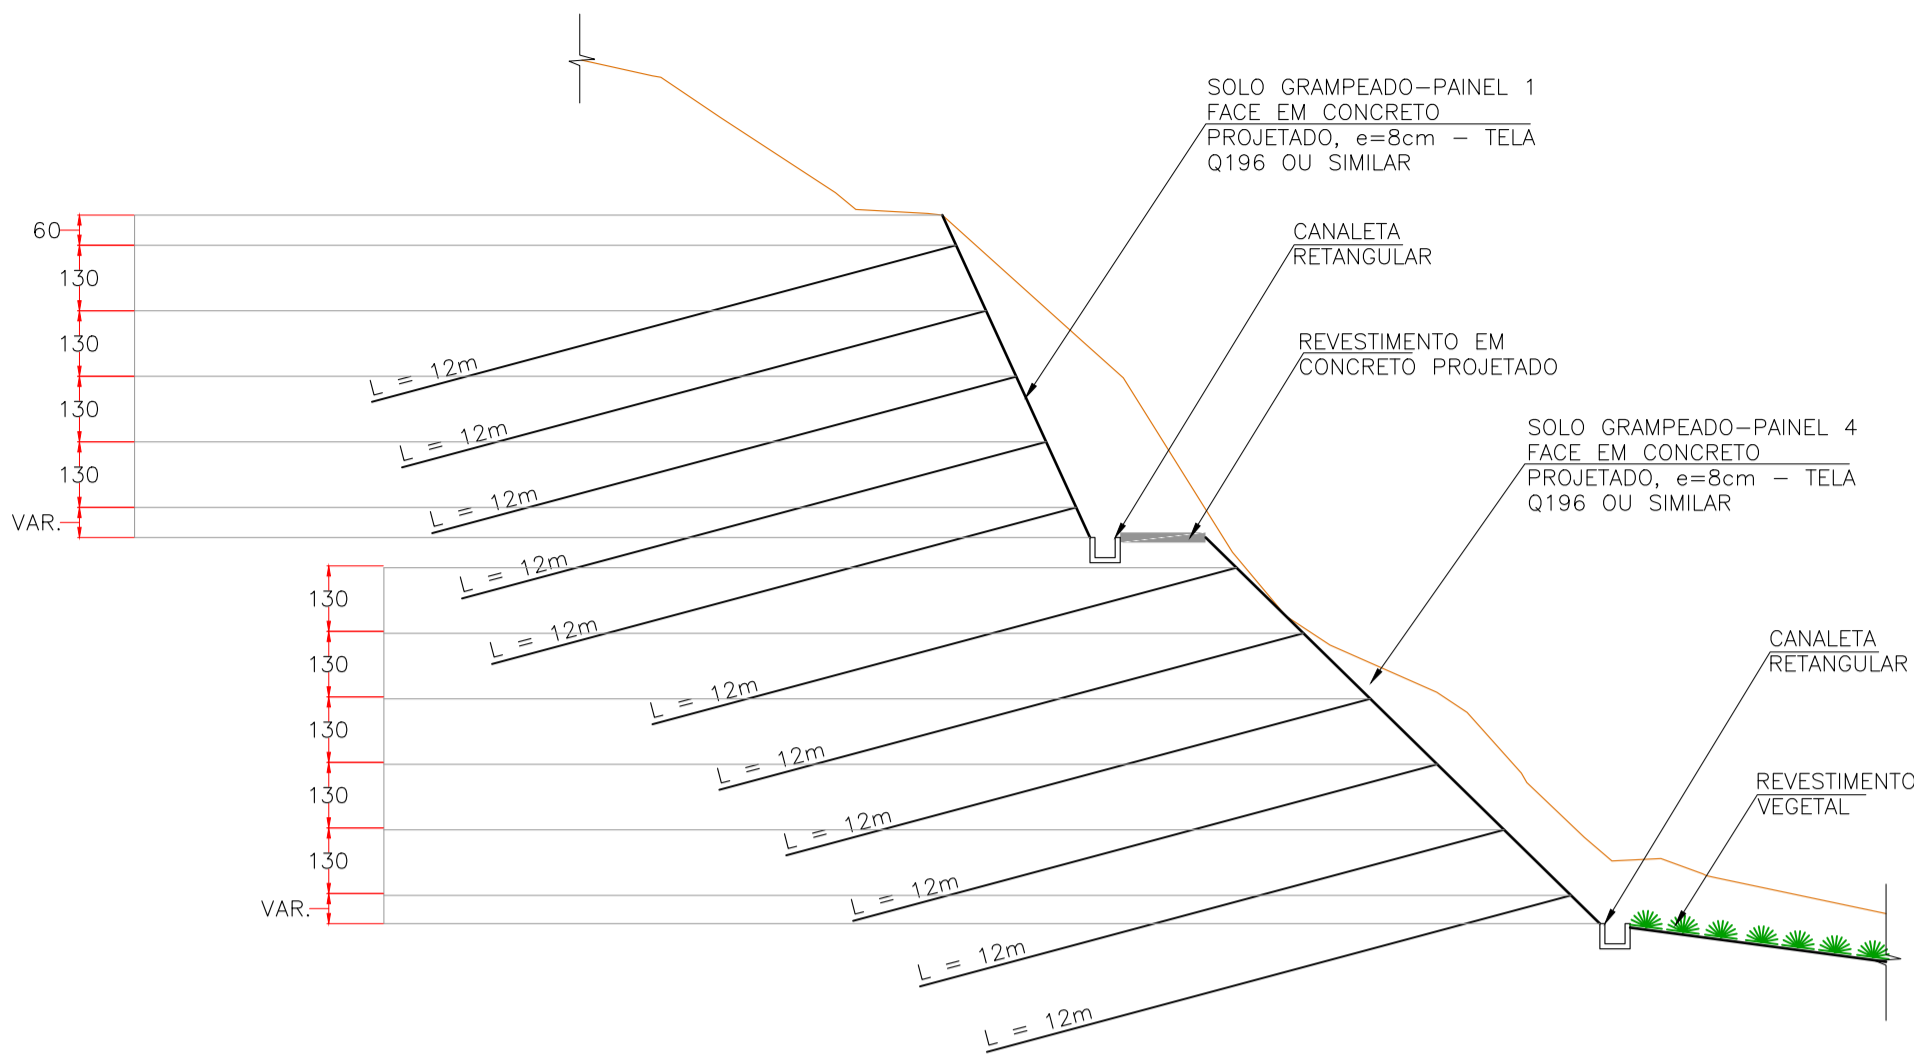 SOLO GRAMPEADO-PAINEL 1
FACE EM CONCRETO
PROJETADO, e=8cm - TELA
Q196 OU SIMILAR
CANALETA
RETANGULAR
REVESTIMENTO EM
CONCRETO PROJETADO
SOLO GRAMPEADO-PAINEL 4
FACE EM CONCRETO
PROJETADO, e=8cm - TELA
Q196 OU SIMILAR
CANALETA
RETANGULAR
REVESTIMENTO
VEGETAL
60
130
130
130
130
VAR.
130
130
130
130
130
VAR.
L = 12m
L = 12m
L = 12m
L = 12m
L = 12m
L = 12m
L = 12m
L = 12m
L = 12m
L = 12m
L = 12m